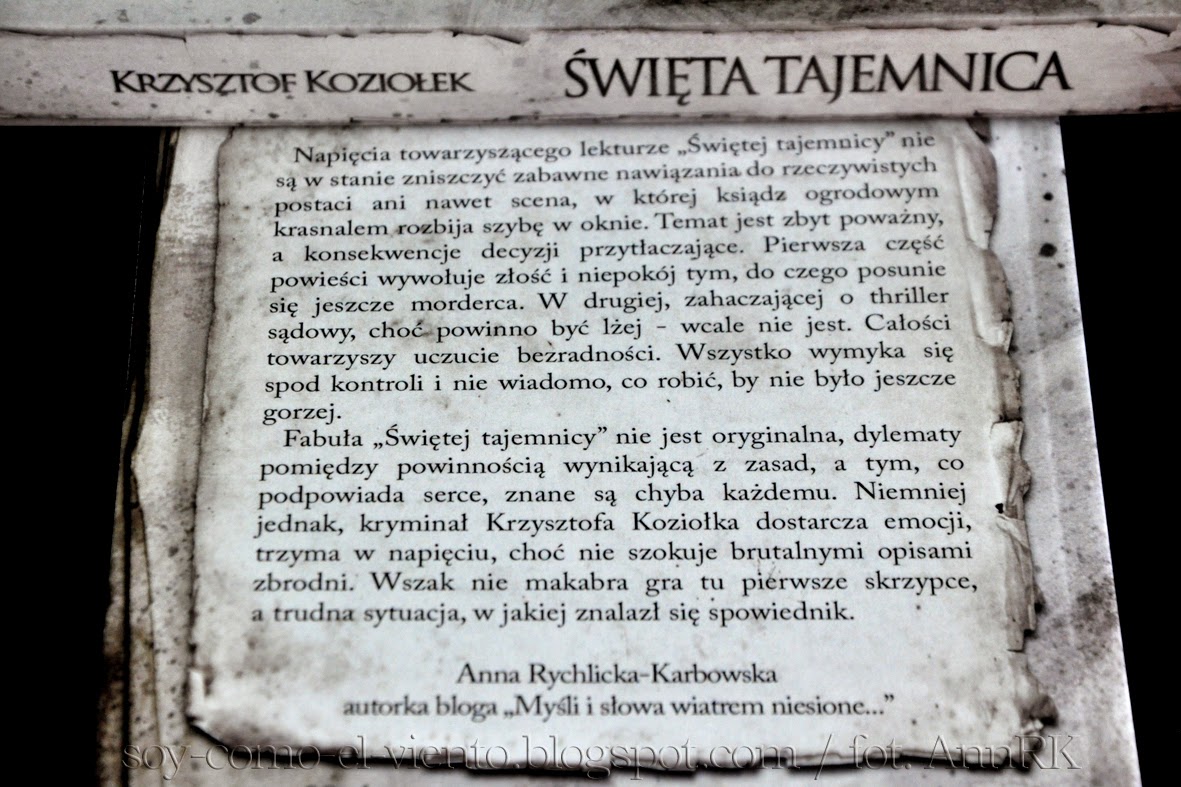 KRZYSZTOF KOZIOŁEK ŚWIĘTA TAJEMNICA
Napięcia towarzyszącego lekturze „Świętej tajemnicy” nie
są w stanie zniszczyć zabawne nawiązania do rzeczywistych
postaci ani nawet scena, w której ksiądz ogrodowym
krasnalem rozbija szybę w oknie. Temat jest zbyt poważny,
a konsekwencje decyzji przytłaczające. Pierwsza część
powieści wywołuje złość i niepokój tym, do czego posunie
się jeszcze morderca. W drugiej, zahaczającej o thriller
sądowy, choć powinno być lżej - wcale nie jest. Całości
towarzyszy uczucie bezradności. Wszystko wymyka się
spod kontroli i nie wiadomo, co robić, by nie było jeszcze
gorzej.
Fabuła „Świętej tajemnicy” nie jest oryginalna, dylematy
pomiędzy powinnością wynikającą z zasad, a tym, co
podpowiada serce, znane są chyba każdemu. Niemniej
jednak, kryminał Krzysztofa Koziołka dostarcza emocji,
trzyma w napięciu, choć nie szokuje brutalnymi opisami
zbrodni. Wszak nie makabra gra tu pierwsze skrzypce,
a trudna sytuacja, w jakiej znalazł się spowiednik.
Anna Rychlicka-Karbowska
autorka bloga „Myśli i słowa wiatrem niesione...”
soy-como-el-viento.blogspot.com / fot. AnnRK